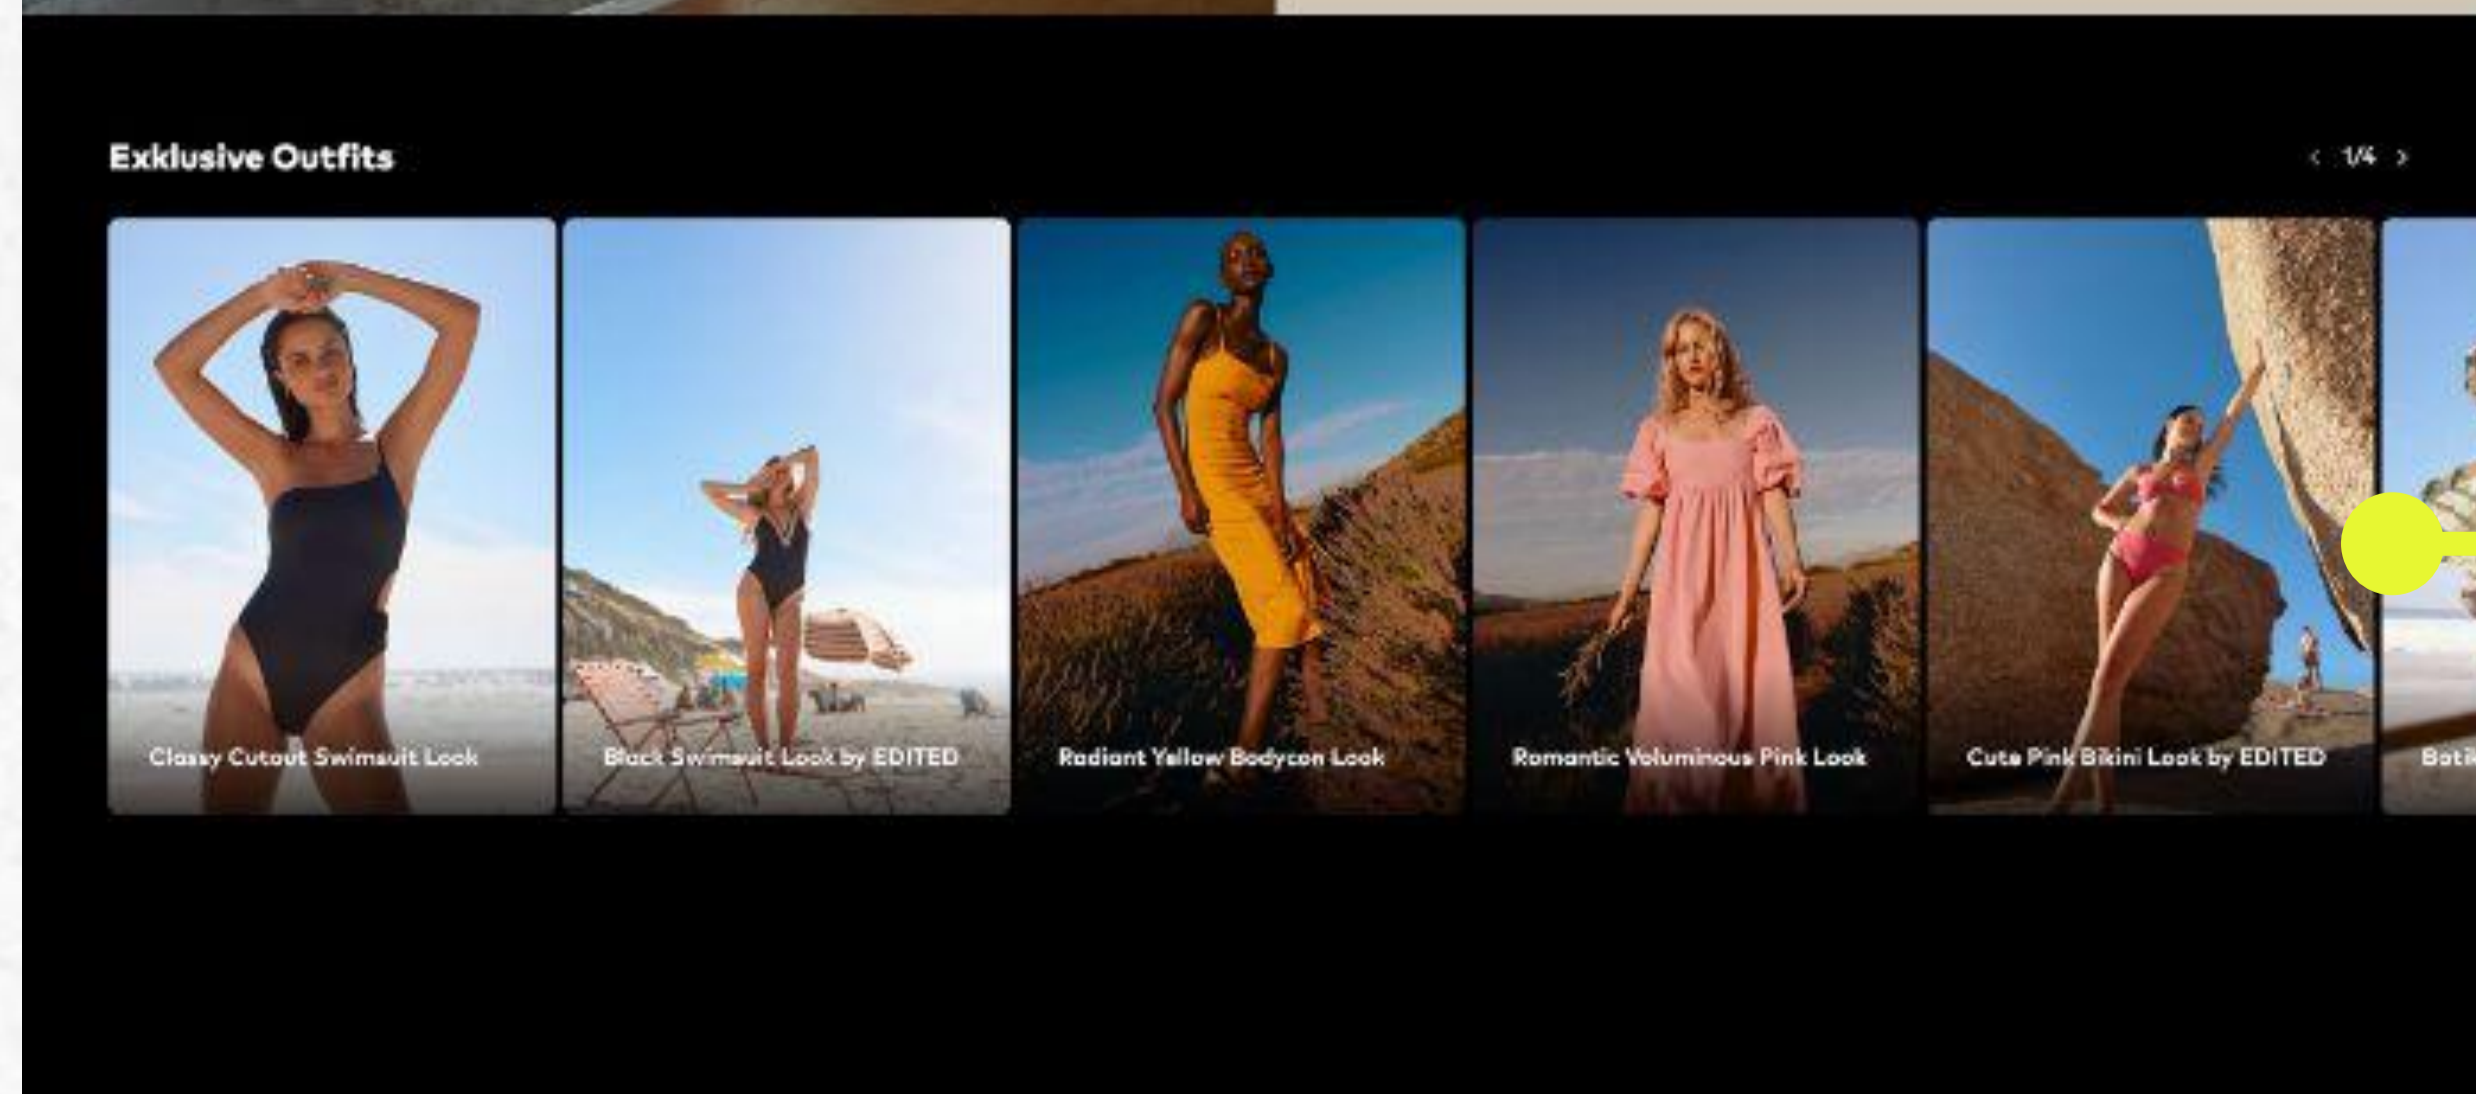 Exklusive Outfits
< 1/4 >
Classy Cutout Swimsuit Look
Black Swimsuit Look by EDITED
Radiant Yellow Bodycon Look
Romantic Voluminous Pink Look
Cute Pink Bikini Look by EDITED